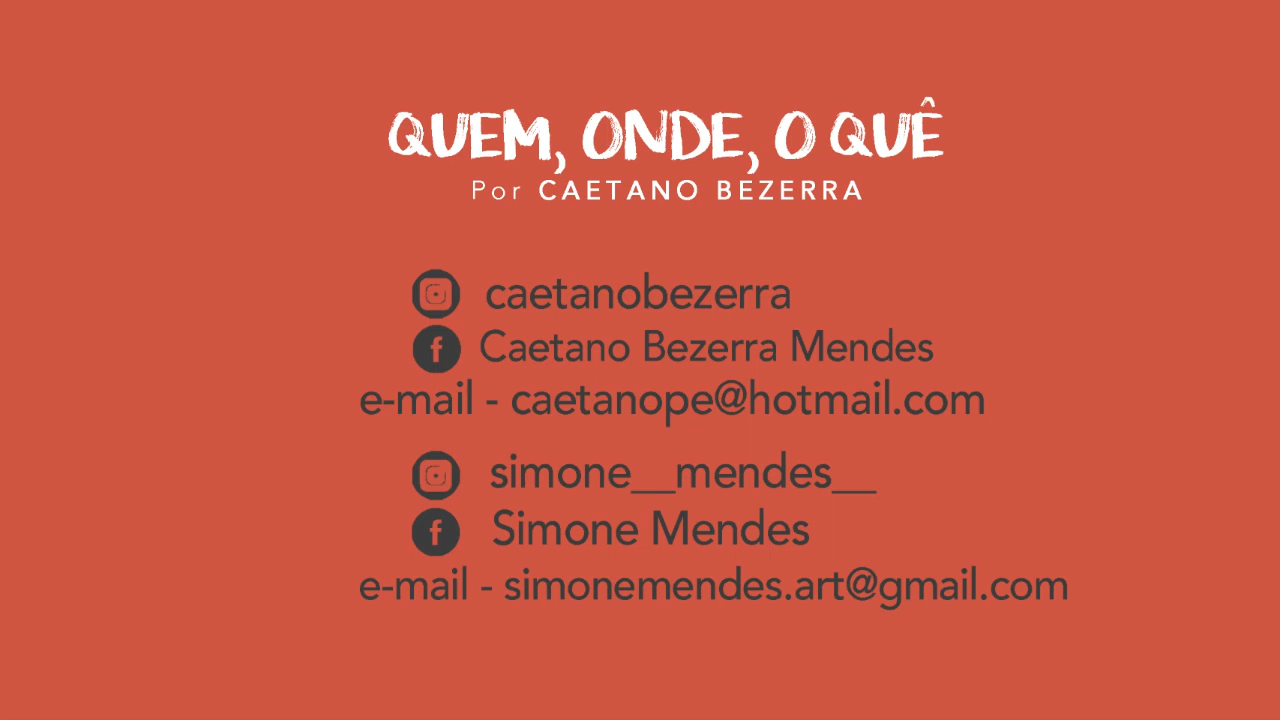 QUEM, ONDE, O QUÊ
Por CAETANO BEZERRA
caetanobezerra
Caetano Bezerra Mendes
e-mail - caetanope@hotmail.com
simone__mendes__
Simone Mendes
e-mail - simonemendes.art@gmail.com